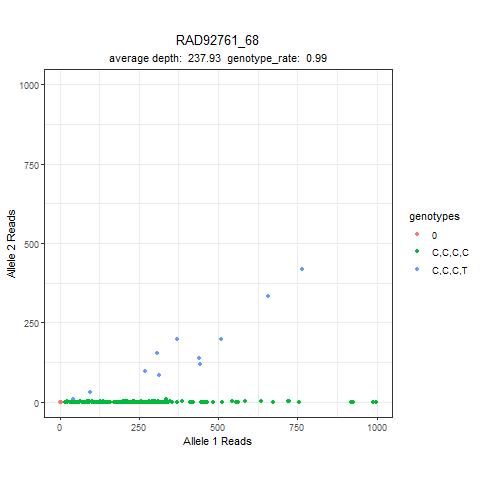 RAD92761_68
average depth:  237.93  genotype_rate:  0.99
1000
750
500
250
0
Allele 2 Reads
0
250
500
750
1000
Allele 1 Reads
genotypes
0
C,C,C,C
C,C,C,T